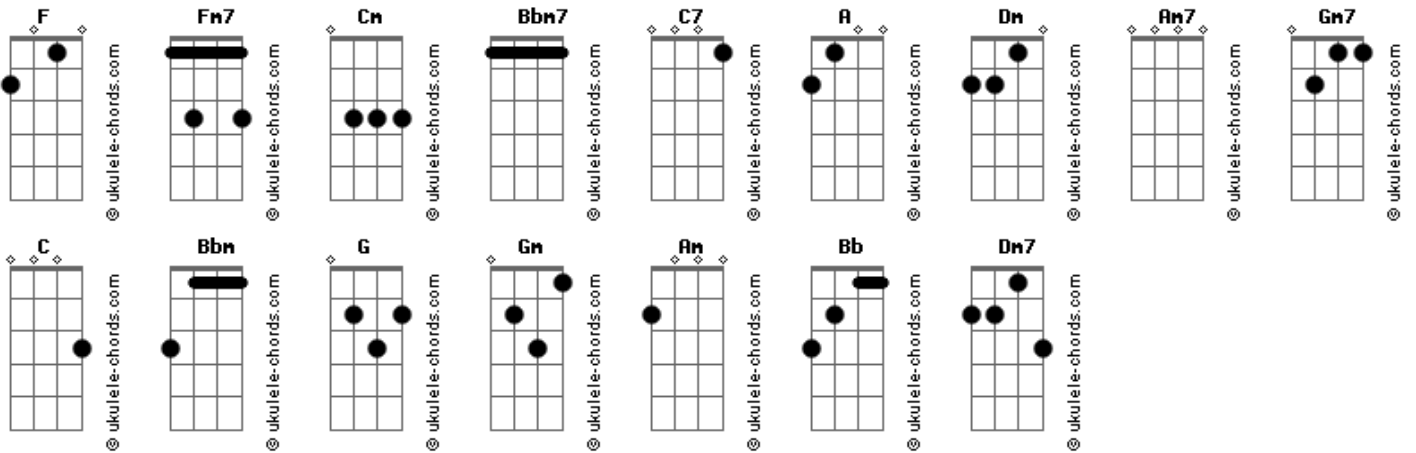 F Fm7 Cm Bbm7 C7 A Dm Am7 Gm7
© ukulele-chords.com © ukulele-chords.com © ukulele-chords.com © ukulele-chords.com © ukulele-chords.com © ukulele-chords.com © ukulele-chords.com © ukulele-chords.com © ukulele-chords.com
C Bbm G Gm Am Bb Dm7
© ukulele-chords.com © ukulele-chords.com © ukulele-chords.com © ukulele-chords.com © ukulele-chords.com © ukulele-chords.com © ukulele-chords.com